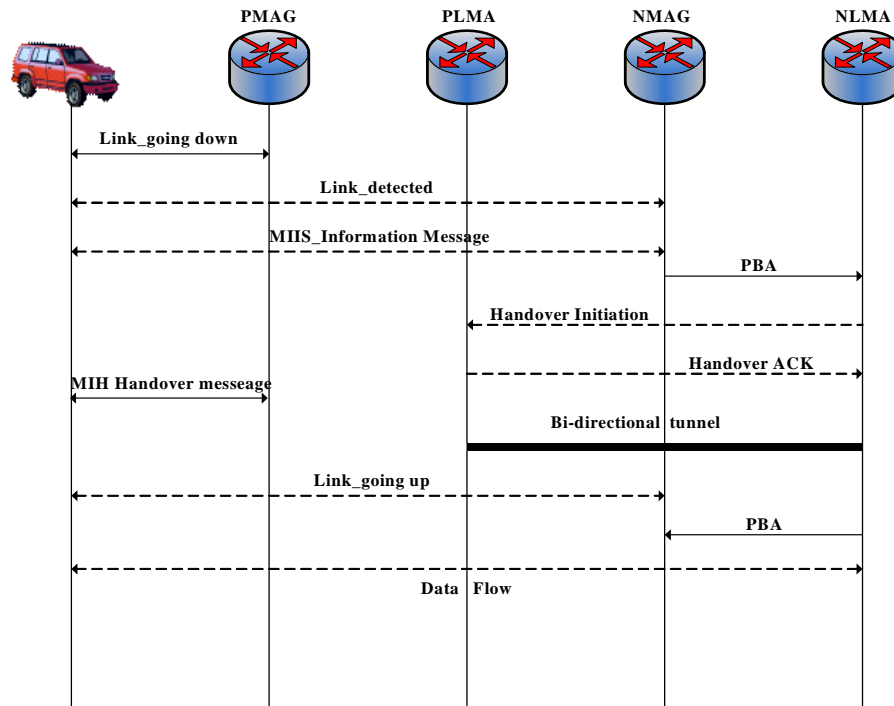 PMAG
PLMA
NMAG
NLMA
Link_going down
Link_detected
MIIS_Information Message
PBA
Handover Initiation
Handover ACK
MIH Handover messeage
Bi-directional tunnel
Link_going up
PBA
Data Flow